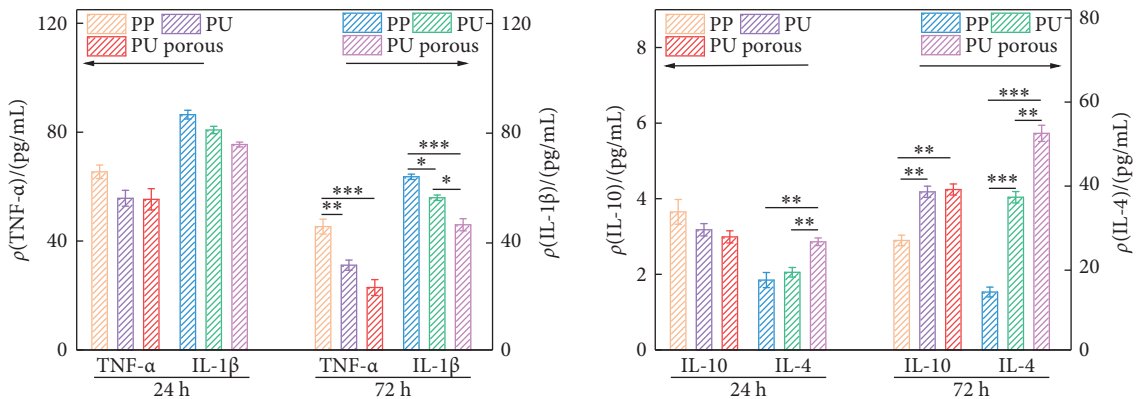 PP PU
PU porous
PP PU
PU porous
ρ(TNF-α)/(pg/mL)
120
80
40
0
120
80
40
0
ρ(IL-1β)/(pg/mL)
***
**
***
*
*
TNF-α IL-1β TNF-α IL-1β
24 h 72 h
PP PU
PU porous
PP PU
PU porous
ρ(IL-10)/(pg/mL)
8
6
4
2
0
80
60
40
20
0
ρ(IL-4)/(pg/mL)
**
**
**
**
***
**
***
IL-10 IL-4 IL-10 IL-4
24 h 72 h